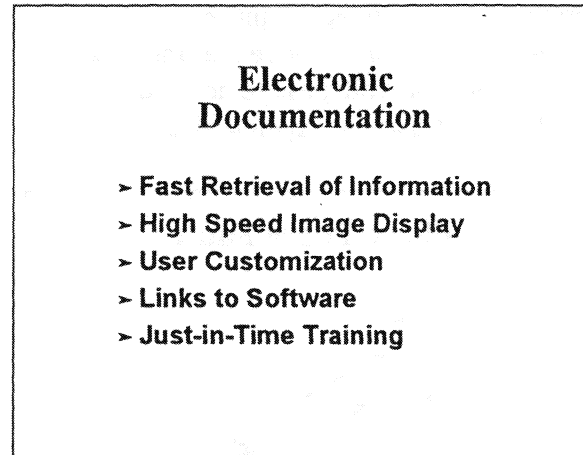 Electronic
Documentation
➢ Fast Retrieval of Information
➢ High Speed Image Display
➢ User Customization
➢ Links to Software
➢ Just-in-Time Training